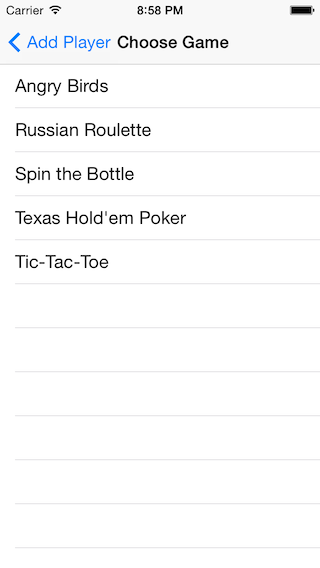 Carrier 8:58 PM
Add Player Choose Game
Angry Birds
Russian Roulette
Spin the Bottle
Texas Hold'em Poker
Tic-Tac-Toe